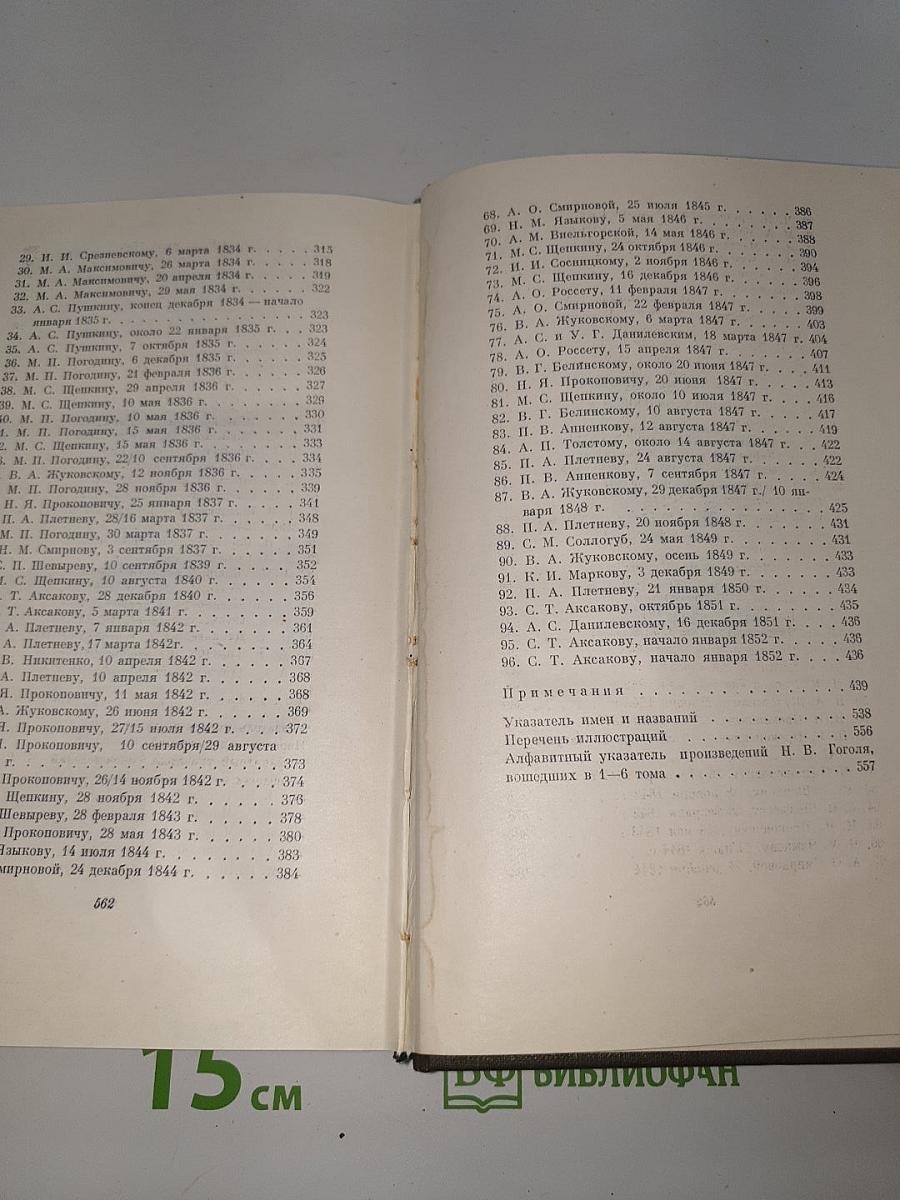 29. И. И. Срезневскому, 6 марта 1834 г. . . . . 315
30. М. А. Максимовичу, 26 марта 1834 г. . . . . 318
31. М. А. Максимовичу, 20 апреля 1834 г. . . . . 319
32. М. А. Максимовичу, 29 мая 1834 г. . . . . . 322
33. А. С. Пушкину, конец декабря 1834 — начало
января 1835 г. . . . . . . . . . . . . . . . . 323
34. А. С. Пушкину, около 22 января 1835 г. . . . 323
35. А. С. Пушкину, 7 октября 1835 г. . . . . . 324
36. М. П. Погодину, 6 декабря 1835 г. . . . . . 325
37. М. П. Погодину, 21 февраля 1836 г. . . . . 326
38. М. С. Щепкину, 29 апреля 1836 г. . . . . . 327
39. М. С. Щепкину, 10 мая 1836 г. . . . . . . 329
40. М. П. Погодину, 10 мая 1836 г. . . . . . . 330
1. М. П. Погодину, 15 мая 1836 г. . . . . . . 331
2. М. С. Щепкину, 15 мая 1836 г. . . . . . . 333
3. М. П. Погодину, 22/10 сентября 1836 г. . . . 334
В. А. Жуковскому, 12 ноября 1836 г. . . . . 335
М. П. Погодину, 28 ноября 1836 г. . . . . . 339
Н. Я. Прокоповичу, 25 января 1837 г. . . . . 341
П. А. Плетневу, 28/16 марта 1837 г. . . . . . 348
М. П. Погодину, 30 марта 1837 г. . . . . . . 349
Н. М. Смирнову, 3 сентября 1837 г. . . . . . 351
С. П. Шевыреву, 10 сентября 1839 г. . . . . . 352
М. С. Щепкину, 10 августа 1840 г. . . . . . . 354
Т. Аксакову, 28 декабря 1840 г. . . . . . . 356
Т. Аксакову, 5 марта 1841 г. . . . . . . . . 359
А. Плетневу, 7 января 1842 г. . . . . . . . 361
А. Плетневу, 17 марта 1842г. . . . . . . . . 364
В. Никитенко, 10 апреля 1842 г. . . . . . . 367
А. Плетневу, 10 апреля 1842 г. . . . . . . . 368
Я. Прокоповичу, 11 мая 1842 г. . . . . . . . 368
А. Жуковскому, 26 июня 1842 г. . . . . . . . 369
Я. Прокоповичу, 27/15 июля 1842 г. . . . . . 372
Прокоповичу, 10 сентября/29 августа
г. . . . . . . . . . . . . . . . . . . . . . 373
Прокоповичу, 26/14 ноября 1842 г. . . . . 374
Щепкину, 28 ноября 1842 г. . . . . . . . 376
Шевыреву, 28 февраля 1843 г. . . . . . . . 378
Прокоповичу, 28 мая 1843 г. . . . . . . . 380
Языкову, 14 июля 1844 г. . . . . . . . . 383
мирновой, 24 декабря 1844 г. . . . . . . 384
562
68. А. О. Смирновой, 25 июля 1845 г. . . . . . 386
69. Н. М. Языкову, 5 мая 1846 г. . . . . . . . 387
70. А. М. Виельгорской, 14 мая 1846 г. . . . . . 388
71. М. С. Щепкину, 24 октября 1846 г. . . . . . 390
72. И. И. Сосницкому, 2 ноября 1846 г. . . . . 394
73. М. С. Щепкину, 16 декабря 1846 г. . . . . . 396
74. А. О. Россету, 11 февраля 1847 г. . . . . . 398
75. А. О. Смирновой, 22 февраля 1847 г. . . . . 399
76. В. А. Жуковскому, 6 марта 1847 г. . . . . . 403
77. А. С. и У. Г. Данилевским, 18 марта 1847 г. 404
78. А. О. Россету, 15 апреля 1847 г. . . . . . . 407
79. В. Г. Белинскому, около 20 июня 1847 г. . . . 411
80. Н. Я. Прокоповичу, 20 июня 1847 г. . . . . 413
81. М. С. Щепкину, около 10 июля 1847 г. . . . 416
82. В. Г. Белинскому, 10 августа 1847 г. . . . . 417
83. П. В. Анненкову, 12 августа 1847 г. . . . . 419
84. А. П. Толстому, около 14 августа 1847 г. . . 422
85. П. А. Плетневу, 24 августа 1847 г. . . . . . 422
86. П. В. Анненкову, 7 сентября 1847 г. . . . . 424
87. В. А. Жуковскому, 29 декабря 1847 г./ 10 ян-
варя 1848 г. . . . . . . . . . . . . . . . . 425
88. П. А. Плетневу, 20 ноября 1848 г. . . . . . 431
89. С. М. Соллогуб, 24 мая 1849 г. . . . . . . . 431
90. В. А. Жуковскому, осень 1849 г. . . . . . . 433
91. К. И. Маркову, 3 декабря 1849 г. . . . . . . 433
92. П. А. Плетневу, 21 января 1850 г. . . . . . 434
93. С. Т. Аксакову, октябрь 1851 г. . . . . . . . 435
94. А. С. Данилевскому, 16 декабря 1851 г. . . . 436
95. С. Т. Аксакову, начало января 1852 г. . . . . 436
96. С. Т. Аксакову, начало января 1852 г. . . . 436
Примечания . . . . . . . . . . . . . . . 439
Указатель имен и названий . . . . . . . . . . 538
Перечень иллюстраций . . . . . . . . . . . . 556
Алфавитный указатель произведений Н. В. Гоголя,
вошедших в 1—6 тома . . . . . . . . . . . . . 557
15 см
БФ БИБЛИОФАН